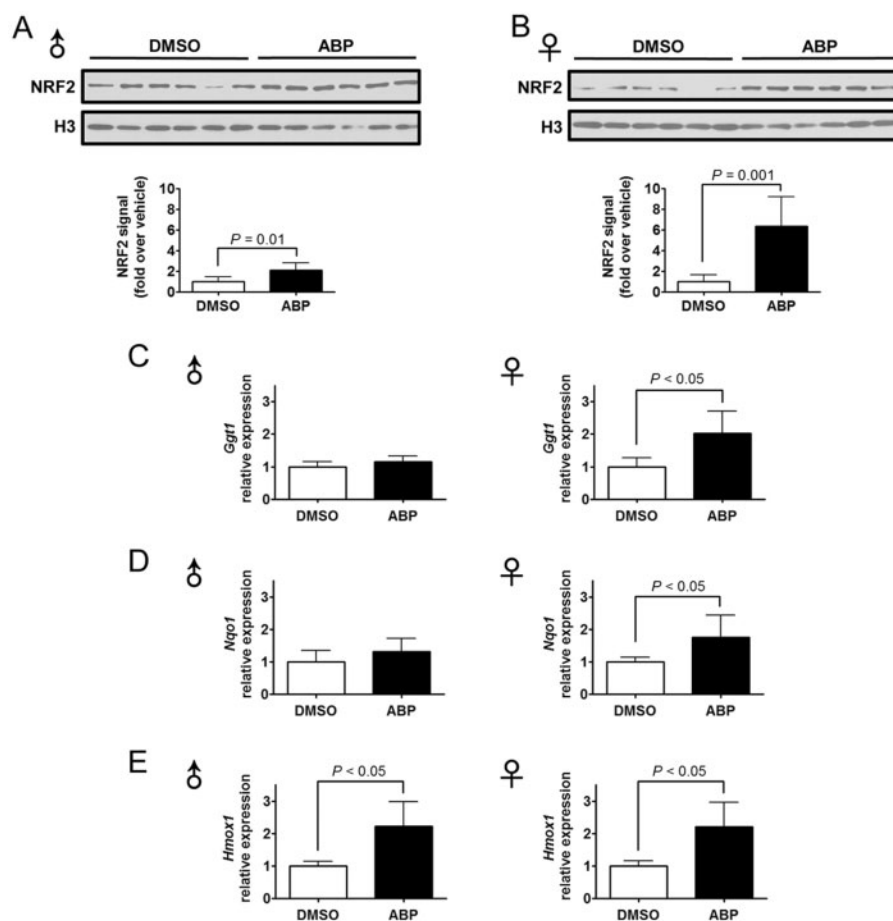 A
♂
DMSO ABP
NRF2
H3
NRF2 signal
(fold over vehicle)
10
8
6
4
2
0
P = 0.01
DMSO ABP
B
♀
DMSO ABP
NRF2
H3
NRF2 signal
(fold over vehicle)
10
8
6
4
2
0
P = 0.001
DMSO ABP
C
♂
Ggt1
relative expression
3
2
1
0
DMSO ABP
♀
Ggt1
relative expression
3
2
1
0
P < 0.05
DMSO ABP
D
♂
Nqo1
relative expression
3
2
1
0
DMSO ABP
♀
Nqo1
relative expression
3
2
1
0
P < 0.05
DMSO ABP
E
♂
Hmox1
relative expression
3
2
1
0
P < 0.05
DMSO ABP
♀
Hmox1
relative expression
3
2
1
0
P < 0.05
DMSO ABP